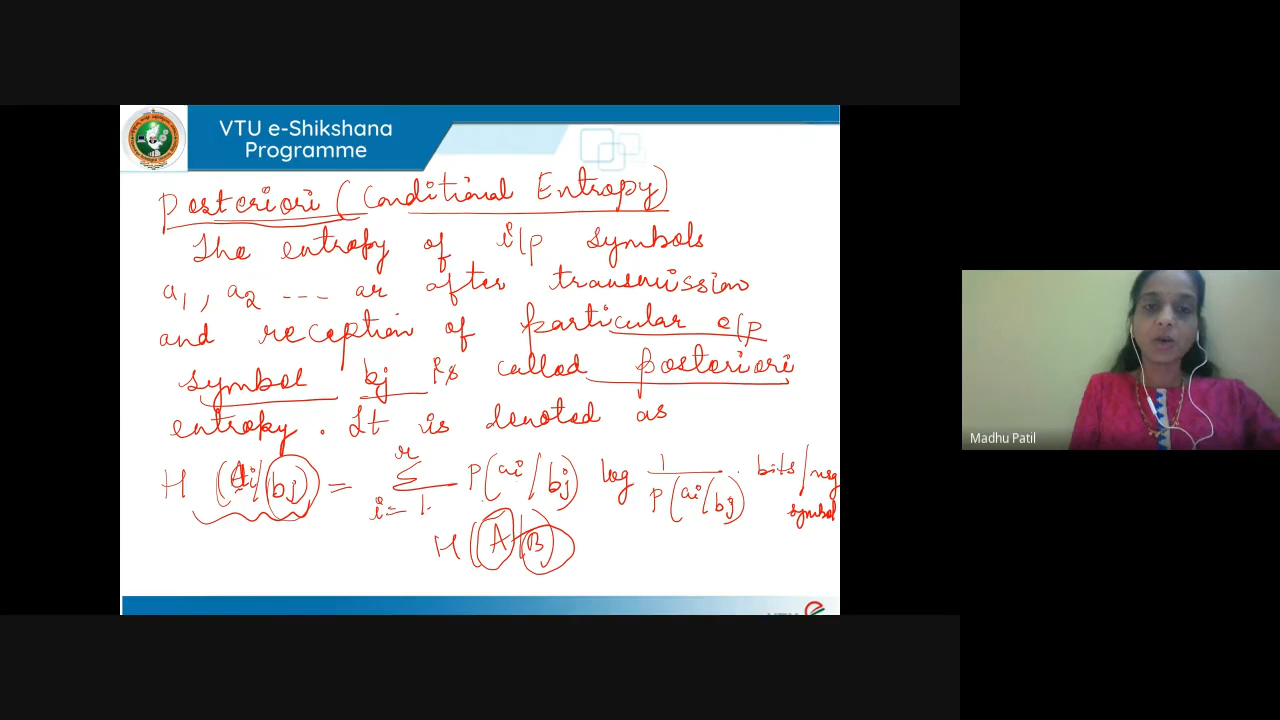 VTU e-Shikshana
Programme
Posteriori (Conditional Entropy)
The entropy of i/p symbols
a1, a2 --- ar after transmission
and reception of particular o/p
symbol bj is called posteriori
entropy. It is denoted as
H (Ai/bj) = r Σ i=1 P(ai/bj) log 1/P(ai/bj) bits/msg symbol
H(A/B)
Madhu Patil